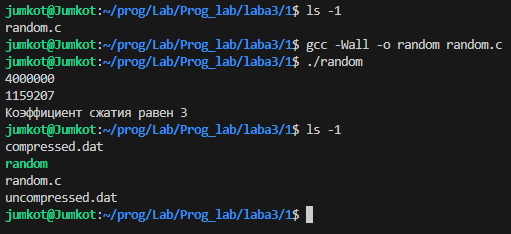 jumkot@Jumkot:~/prog/Lab/Prog_lab/laba3/1$ ls -1
random.c
jumkot@Jumkot:~/prog/Lab/Prog_lab/laba3/1$ gcc -Wall -o random random.c
jumkot@Jumkot:~/prog/Lab/Prog_lab/laba3/1$ ./random
4000000
1159207
Коэффициент сжатия равен 3
jumkot@Jumkot:~/prog/Lab/Prog_lab/laba3/1$ ls -1
compressed.dat
random
random.c
uncompressed.dat
jumkot@Jumkot:~/prog/Lab/Prog_lab/laba3/1$